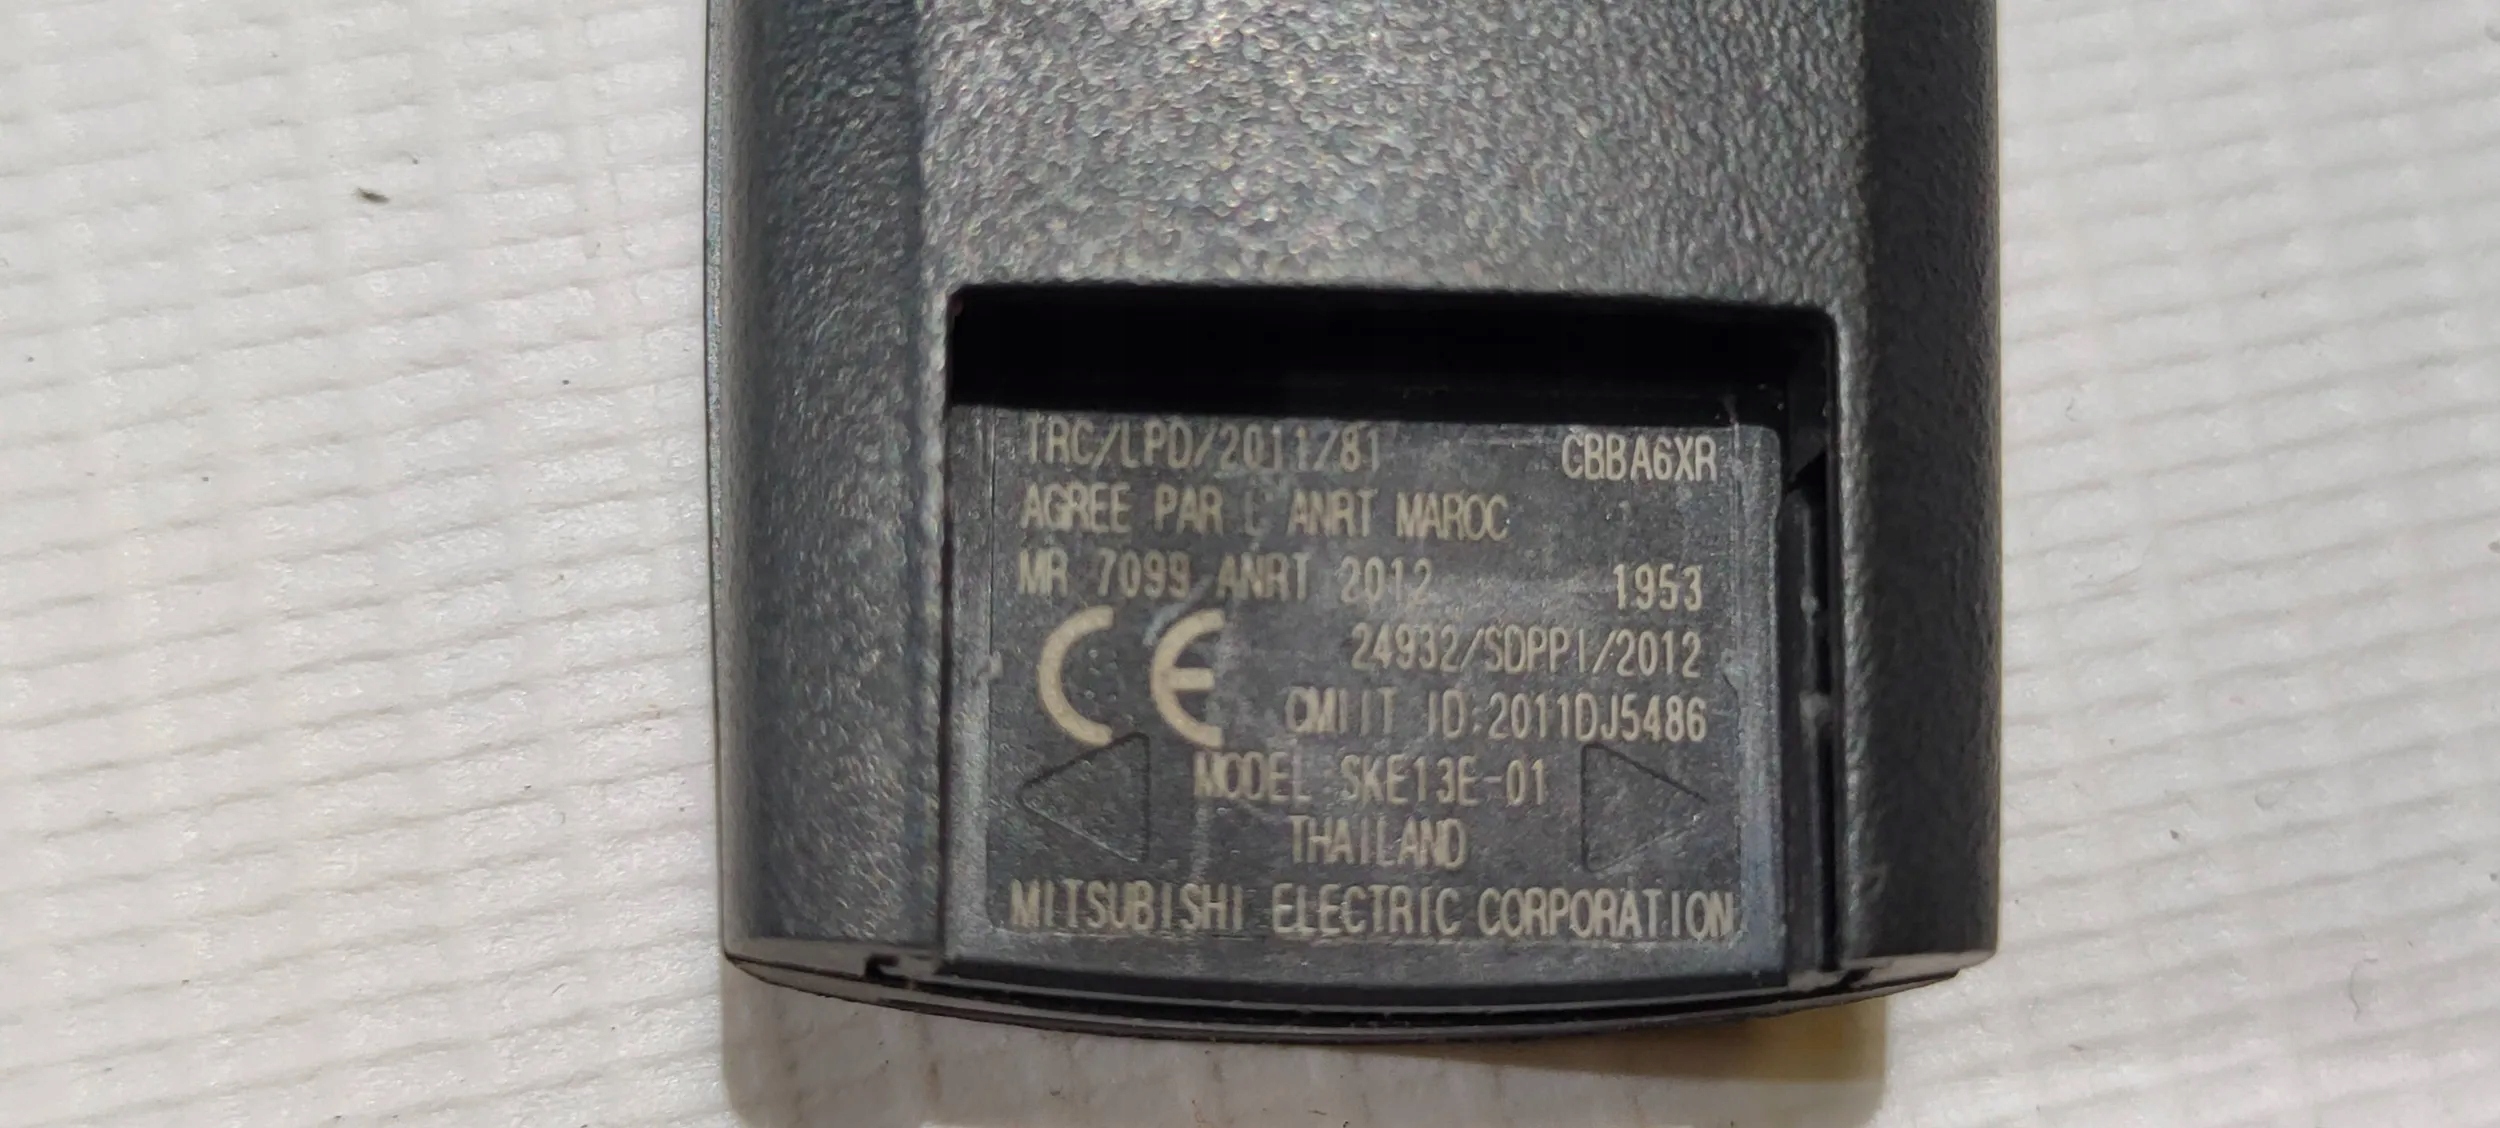 TRC/LPD/2011/81 CBBA6XR
AGREE PAR L' ANRT MAROC
MR 7099 ANRT 2012 1953
CE 24932/SDPPI/2012
CMIIT ID:2011DJ5486
MODEL SKE13E-01
THAILAND
MITSUBISHI ELECTRIC CORPORATION